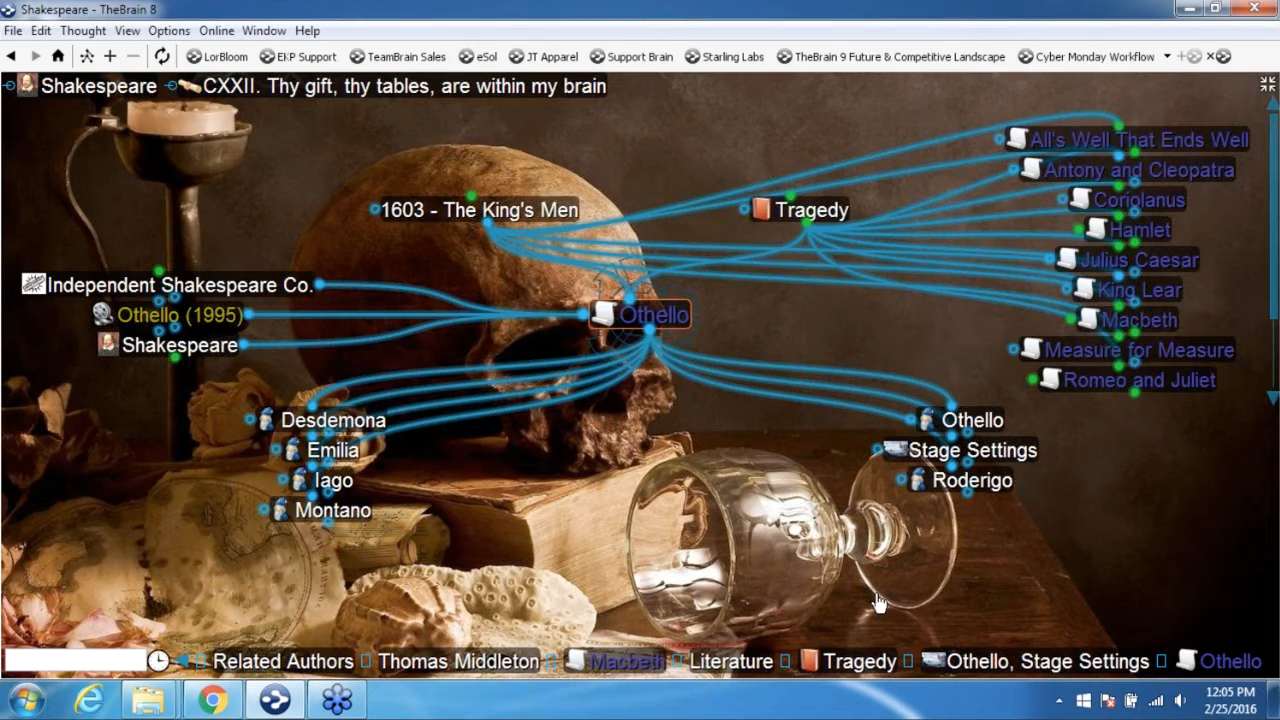 Shakespeare - TheBrain 8
File Edit Thought View Options Online Window Help
LorBloom EKP Support TeamBrain Sales eSol JT Apparel Support Brain Starling Labs TheBrain 9 Future & Competitive Landscape Cyber Monday Workflow
Shakespeare CXXII. Thy gift, thy tables, are within my brain
All's Well That Ends Well
Antony and Cleopatra
Coriolanus
1603 - The King's Men Tragedy
Hamlet
Julius Caesar
Independent Shakespeare Co.
King Lear
Othello (1995) Othello
Macbeth
Shakespeare
Measure for Measure
Romeo and Juliet
Desdemona Othello
Emilia Stage Settings
Iago Roderigo
Montano
Related Authors Thomas Middleton Macbeth Literature Tragedy Othello, Stage Settings Othello
12:05 PM
2/25/2016